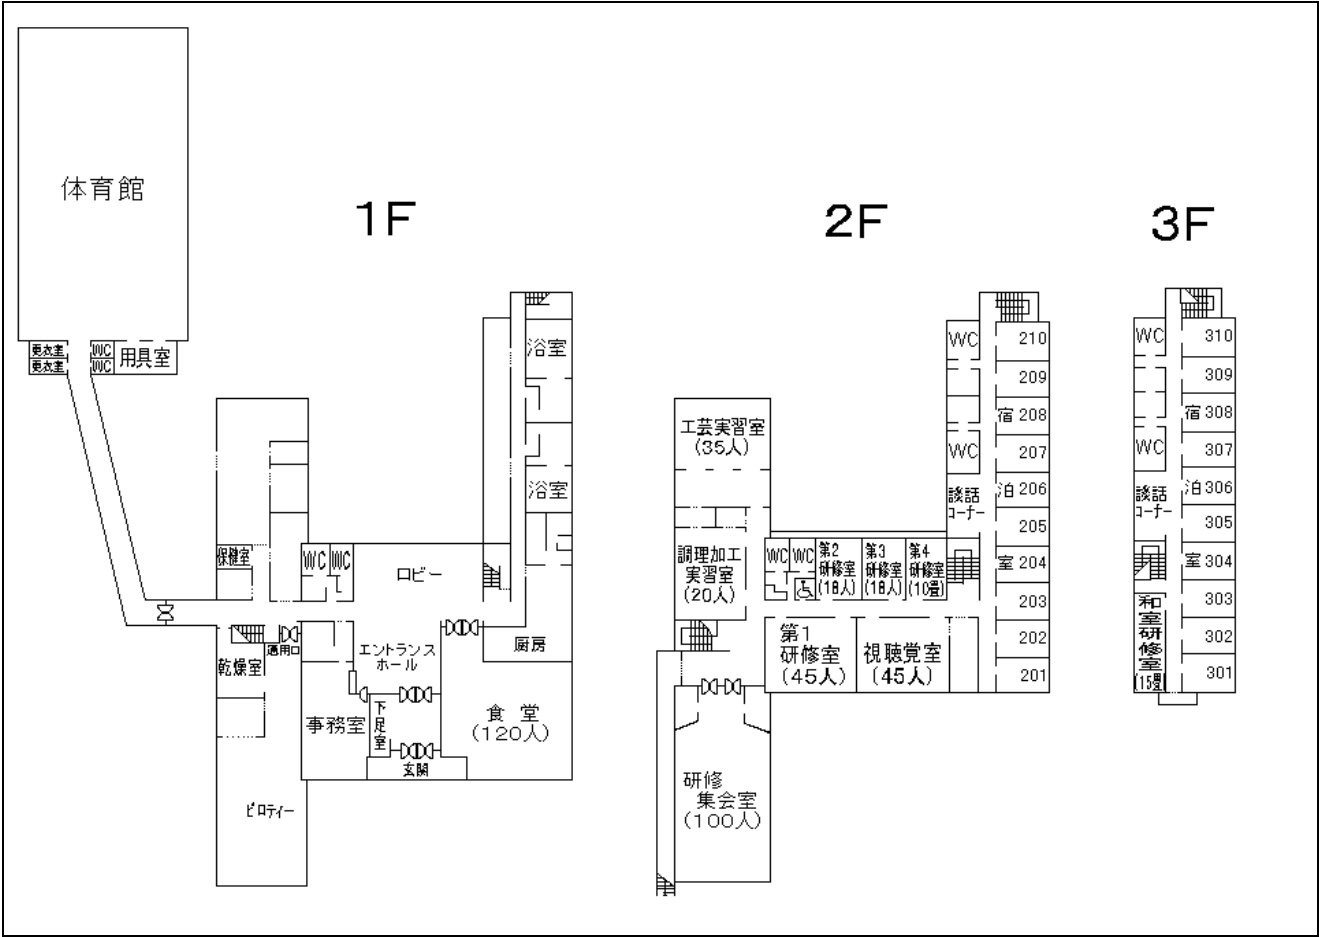 体育館
更衣室
更衣室
WC
WC
用具室
1F
浴室
浴室
保健室
WC
WC
ロビー
通用口
乾燥室
エントランス
ホール
厨房
事務室
下足室
食堂
(120人)
玄関
ピロティー
2F
工芸実習室
(35人)
調理加工
実習室
(20人)
WC
WC
第2
研修室
(18人)
第3
研修室
(18人)
第4
研修室
(10畳)
第1
研修室
(45人)
視聴覚室
(45人)
研修
集会室
(100人)
WC
WC
談話
コーナー
宿泊室
210
209
208
207
206
205
204
203
202
201
3F
WC
WC
談話
コーナー
和室研修室
(15畳)
宿泊室
310
309
308
307
306
305
304
303
302
301